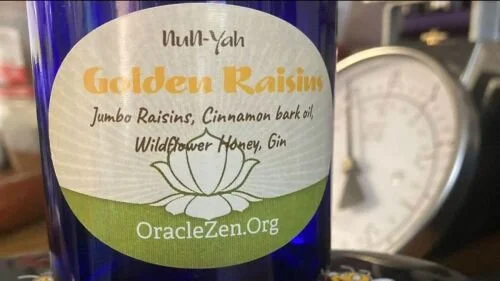 NuN-Yah
Golden Raisins
Jumbo Raisins, Cinnamon bark oil,
Wildflower Honey, Gin
OracleZen.Org